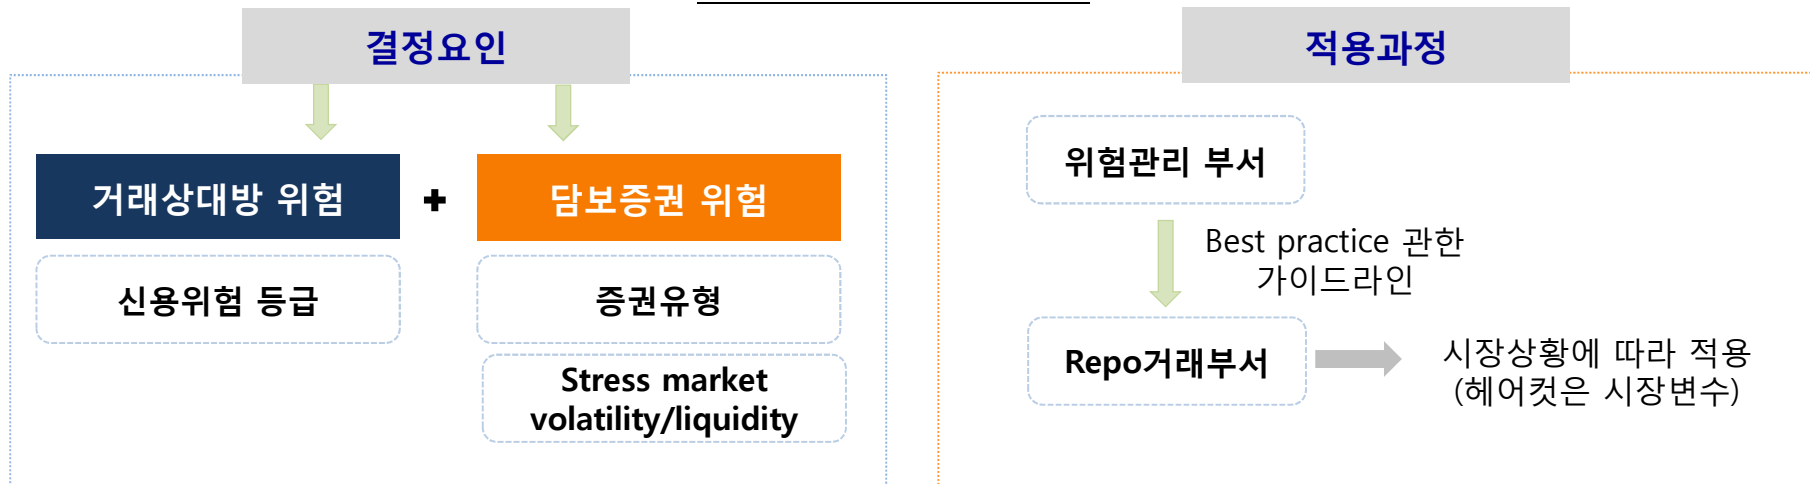 결정요인
거래상대방 위험
+
담보증권 위험
신용위험 등급
증권유형
Stress market
volatility/liquidity
적용과정
위험관리 부서
Best practice 관한
가이드라인
Repo거래부서
시장상황에 따라 적용
(헤어컷은 시장변수)